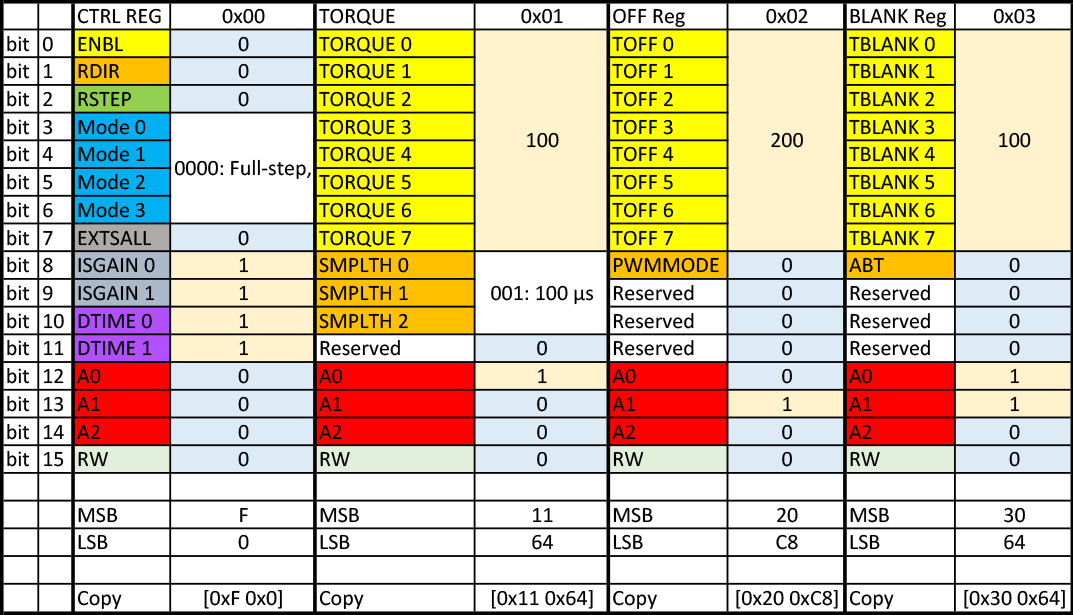 CTRL REG 0x00 TORQUE 0x01 OFF Reg 0x02 BLANK Reg 0x03
bit 0 ENBL 0 TORQUE 0 TOFF 0 TBLANK 0
bit 1 RDIR 0 TORQUE 1 TOFF 1 TBLANK 1
bit 2 RSTEP 0 TORQUE 2 TOFF 2 TBLANK 2
bit 3 Mode 0 TORQUE 3 100 TOFF 3 200 TBLANK 3 100
bit 4 Mode 1 0000: Full-step, TORQUE 4 TOFF 4 TBLANK 4
bit 5 Mode 2 TORQUE 5 TOFF 5 TBLANK 5
bit 6 Mode 3 TORQUE 6 TOFF 6 TBLANK 6
bit 7 EXTSALL 0 TORQUE 7 TOFF 7 TBLANK 7
bit 8 ISGAIN 0 1 SMPLTH 0 PWMMODE 0 ABT 0
bit 9 ISGAIN 1 1 SMPLTH 1 001: 100 µs Reserved 0 Reserved 0
bit 10 DTIME 0 1 SMPLTH 2 Reserved 0 Reserved 0
bit 11 DTIME 1 1 Reserved 0 Reserved 0 Reserved 0
bit 12 A0 0 A0 1 A0 0 A0 1
bit 13 A1 0 A1 0 A1 1 A1 1
bit 14 A2 0 A2 0 A2 0 A2 0
bit 15 RW 0 RW 0 RW 0 RW 0
MSB F MSB 11 MSB 20 MSB 30
LSB 0 LSB 64 LSB C8 LSB 64
Copy [0xF 0x0] Copy [0x11 0x64] Copy [0x20 0xC8] Copy [0x30 0x64]